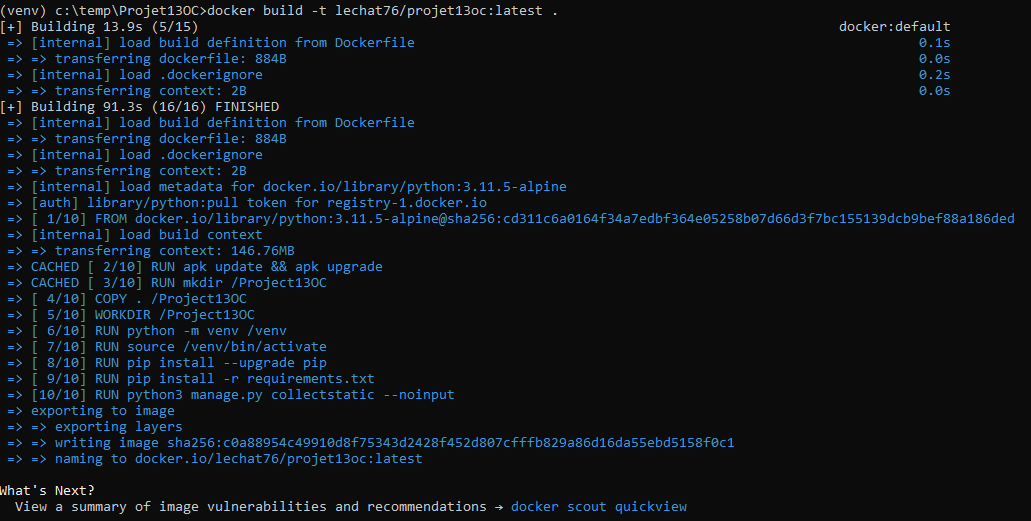 (venv) c:\temp\Projet13OC>docker build -t lechat76/projet13oc:latest .
[+] Building 13.9s (5/15) docker:default
=> [internal] load build definition from Dockerfile 0.1s
=> => transferring dockerfile: 884B 0.0s
=> [internal] load .dockerignore 0.2s
=> => transferring context: 2B 0.0s
[+] Building 91.3s (16/16) FINISHED
=> [internal] load build definition from Dockerfile
=> => transferring dockerfile: 884B
=> [internal] load .dockerignore
=> => transferring context: 2B
=> [internal] load metadata for docker.io/library/python:3.11.5-alpine
=> [auth] library/python:pull token for registry-1.docker.io
=> [ 1/10] FROM docker.io/library/python:3.11.5-alpine@sha256:cd311c6a0164f34a7edbf364e05258b07d66d3f7bc155139dcb9bef88a186ded
=> [internal] load build context
=> => transferring context: 146.76MB
=> CACHED [ 2/10] RUN apk update && apk upgrade
=> CACHED [ 3/10] RUN mkdir /Project13OC
=> [ 4/10] COPY . /Project13OC
=> [ 5/10] WORKDIR /Project13OC
=> [ 6/10] RUN python -m venv /venv
=> [ 7/10] RUN source /venv/bin/activate
=> [ 8/10] RUN pip install --upgrade pip
=> [ 9/10] RUN pip install -r requirements.txt
=> [10/10] RUN python3 manage.py collectstatic --noinput
=> exporting to image
=> => exporting layers
=> => writing image sha256:c0a88954c49910d8f75343d2428f452d807cfffb829a86d16da55ebd5158f0c1
=> => naming to docker.io/lechat76/projet13oc:latest
What's Next?
View a summary of image vulnerabilities and recommendations → docker scout quickview